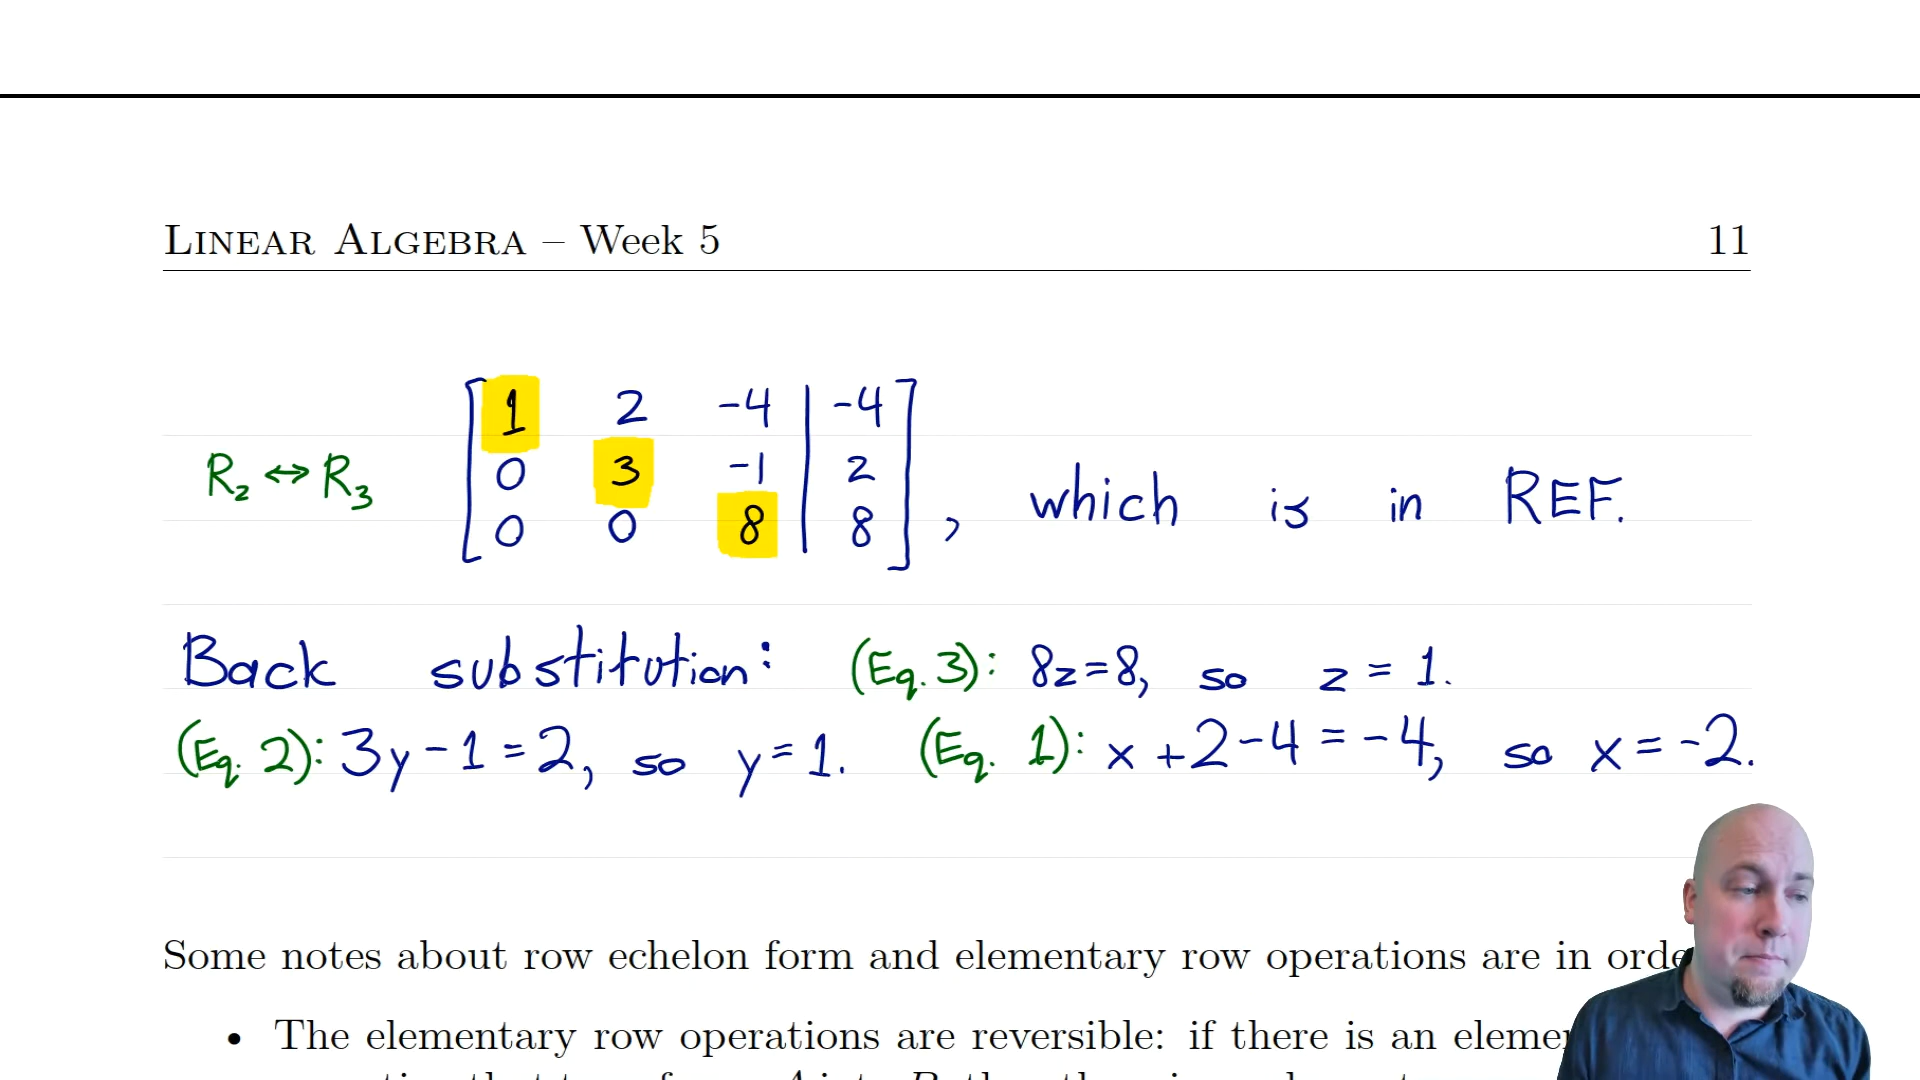 LINEAR ALGEBRA – Week 5 11
R₂ ↔ R₃
1 2 -4 | -4
0 3 -1 | 2
0 0 8 | 8
, which is in REF.
Back substitution: (Eq. 3): 8z=8, so z = 1.
(Eq. 2): 3y-1=2, so y=1. (Eq. 1): x+2-4=-4, so x=-2.
Some notes about row echelon form and elementary row operations are in
• The elementary row operations are reversible: if there is an